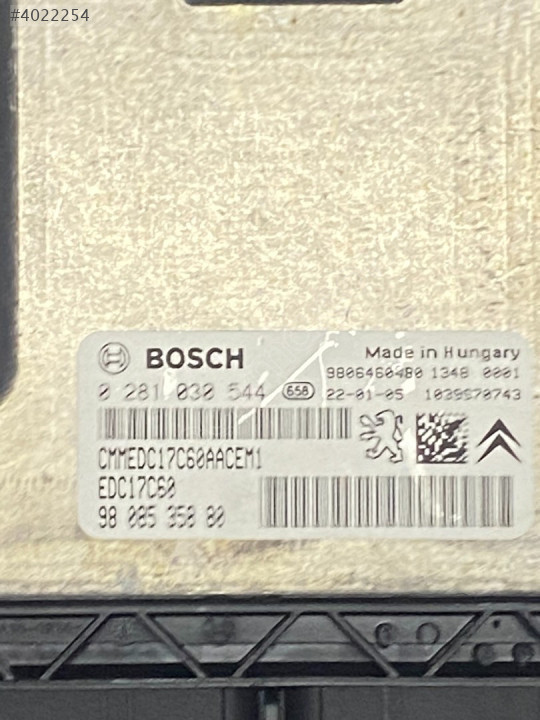 #4022254
BOSCH
Made in Hungary
9806460480 1348 0001
0 281 030 544 658 22-01-05 1039S70743
CMMEDC17C60AACEM1
EDC17C60
98 085 358 80